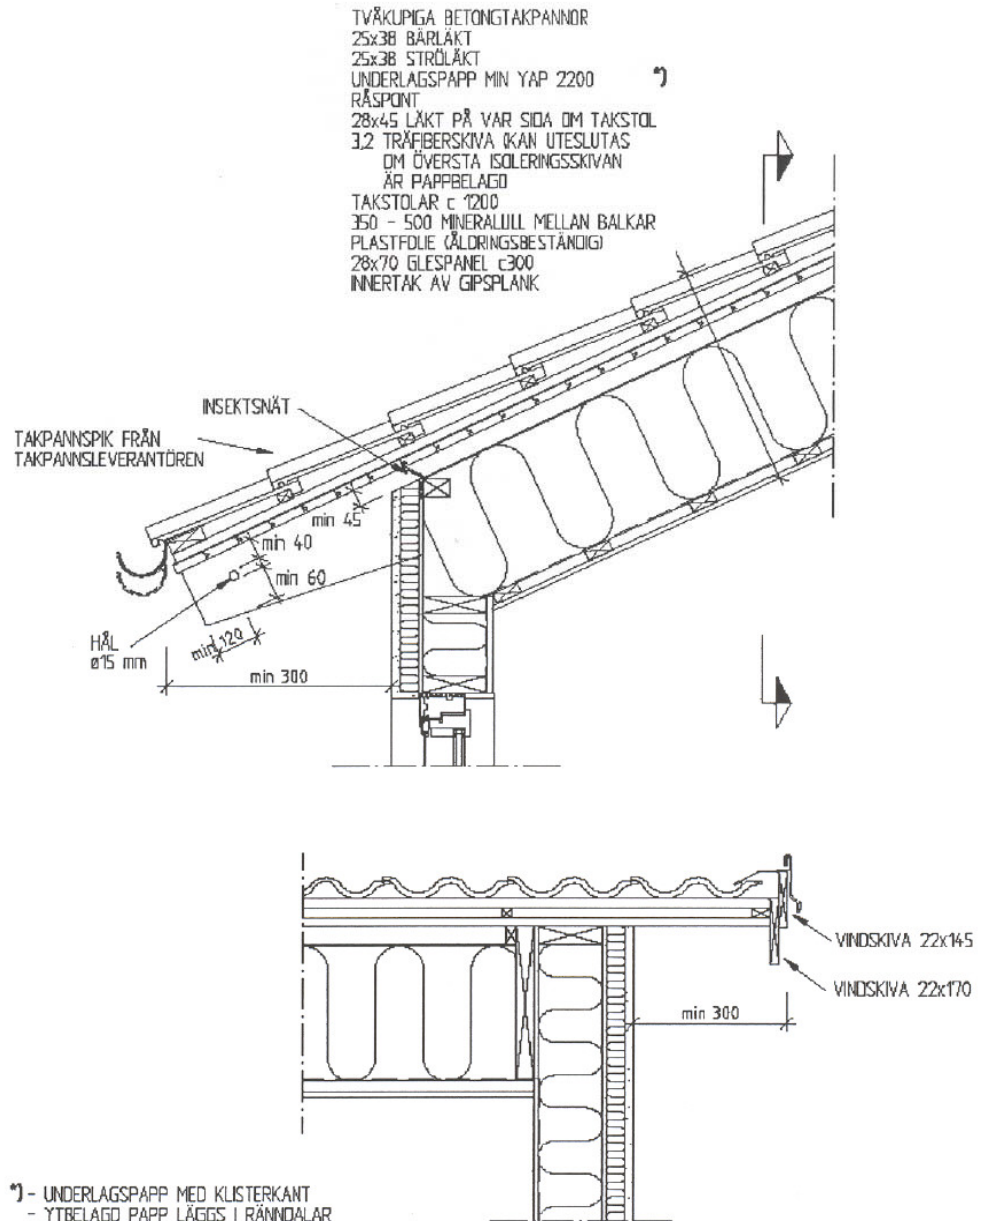 TVÅKUPIGA BETONGTAKPANNOR
25x38 BÄRLÄKT
25x38 STRÖLÄKT
UNDERLAGSPAPP MIN YAP 2200 *)
RÅSPONT
28x45 LÄKT PÅ VAR SIDA OM TAKSTOL
3,2 TRÄFIBERSKIVA (KAN UTESLUTAS
OM ÖVERSTA ISOLERINGSSKIVAN
ÄR PAPPBELAGD
TAKSTOLAR c 1200
350 - 500 MINERALULL MELLAN BALKAR
PLASTFOLIE (ÅLDRINGSBESTÄNDIG)
28x70 GLESPANEL c300
INNERTAK AV GIPSPLANK
INSEKTSNÄT
TAKPANNSPIK FRÅN
TAKPANNSLEVERANTÖREN
min 45
min 40
min 60
HÅL
ø15 mm
min 120
min 300
VINDSKIVA 22x145
VINDSKIVA 22x170
min 300
*) - UNDERLAGSPAPP MED KLISTERKANT
- YTBELAGD PAPP LÄGGS I RÄNNDALAR